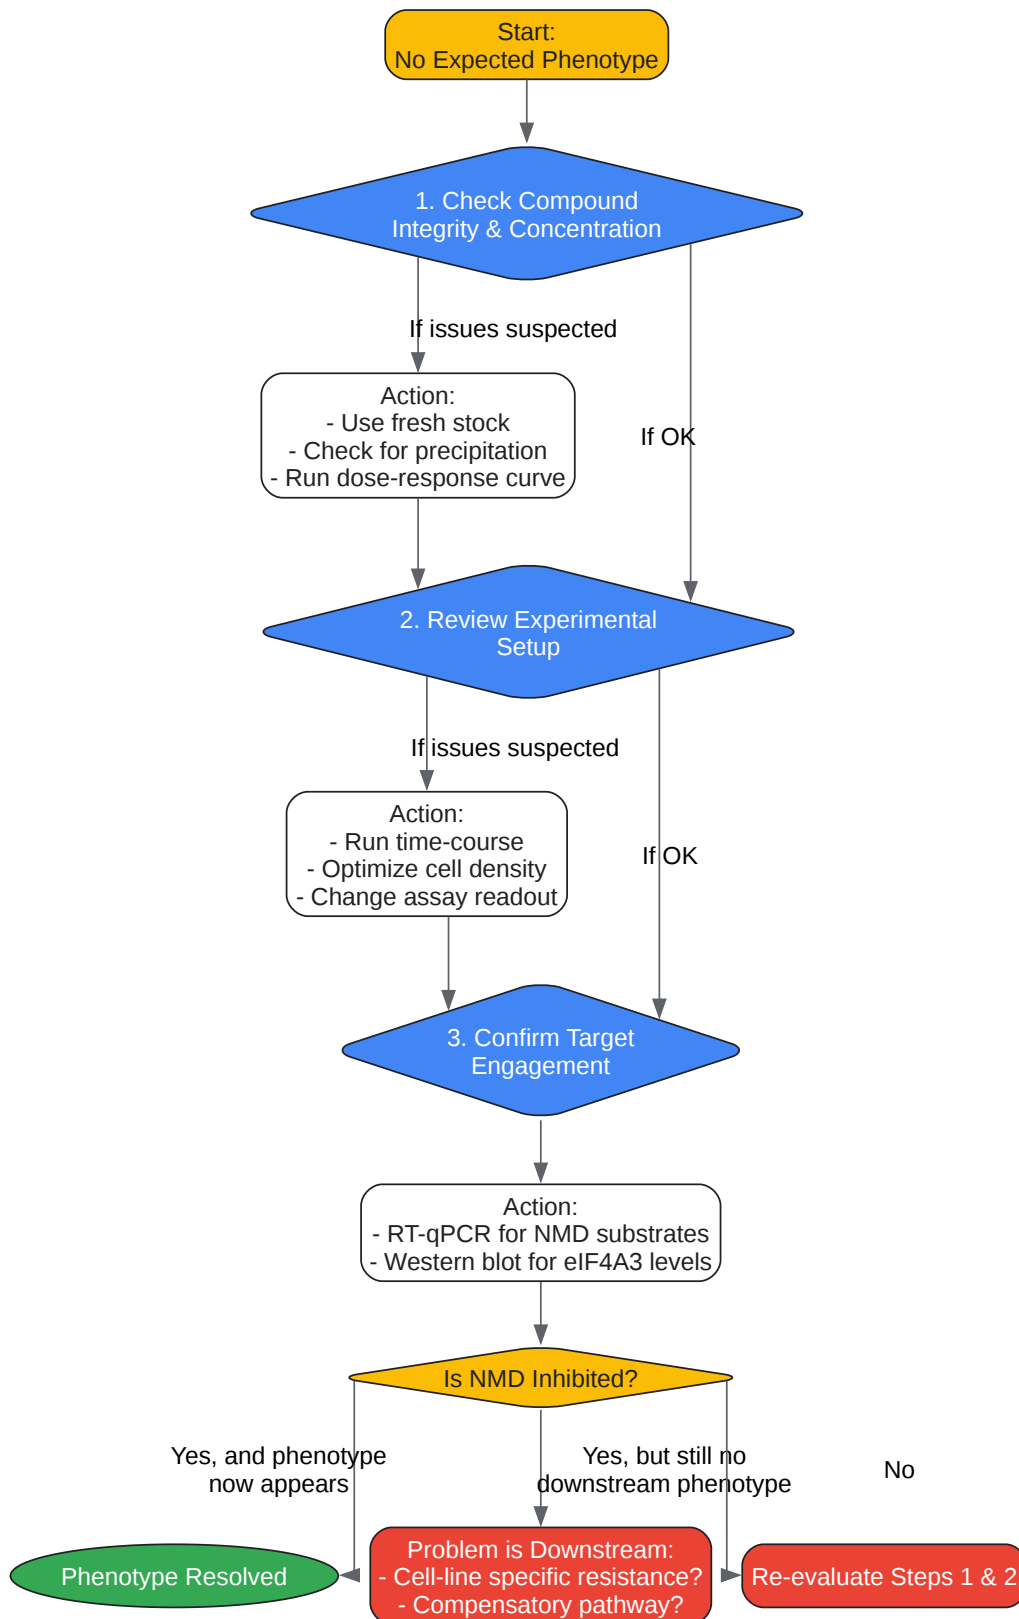 Start:
No Expected Phenotype
1. Check Compound
Integrity & Concentration
If issues suspected
Action:
- Use fresh stock
- Check for precipitation
- Run dose-response curve
If OK
2. Review Experimental
Setup
If issues suspected
Action:
- Run time-course
- Optimize cell density
- Change assay readout
If OK
3. Confirm Target
Engagement
Action:
- RT-qPCR for NMD substrates
- Western blot for eIF4A3 levels
Is NMD Inhibited?
Yes, and phenotype
now appears
Yes, but still no
downstream phenotype
No
Phenotype Resolved
Problem is Downstream:
- Cell-line specific resistance?
- Compensatory pathway?
Re-evaluate Steps 1 & 2